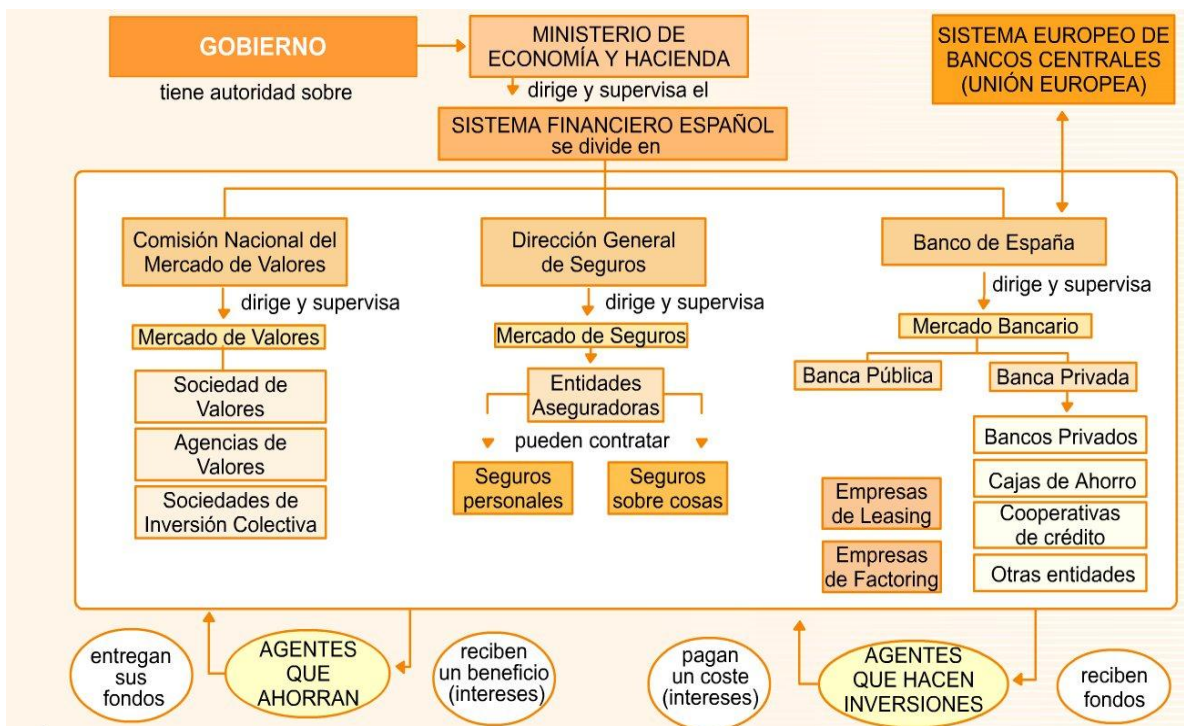 GOBIERNO
tiene autoridad sobre
MINISTERIO DE
ECONOMÍA Y HACIENDA
dirige y supervisa el
SISTEMA FINANCIERO ESPAÑOL
se divide en
SISTEMA EUROPEO DE
BANCOS CENTRALES
(UNIÓN EUROPEA)
Comisión Nacional del
Mercado de Valores
dirige y supervisa
Mercado de Valores
Sociedad de
Valores
Agencias de
Valores
Sociedades de
Inversión Colectiva
Dirección General
de Seguros
dirige y supervisa
Mercado de Seguros
Entidades
Aseguradoras
pueden contratar
Seguros
personales
Seguros
sobre cosas
Banco de España
dirige y supervisa
Mercado Bancario
Banca Pública
Banca Privada
Bancos Privados
Cajas de Ahorro
Cooperativas
de crédito
Otras entidades
Empresas
de Leasing
Empresas
de Factoring
entregan
sus
fondos
AGENTES
QUE
AHORRAN
reciben
un beneficio
(intereses)
pagan
un coste
(intereses)
AGENTES
QUE HACEN
INVERSIONES
reciben
fondos